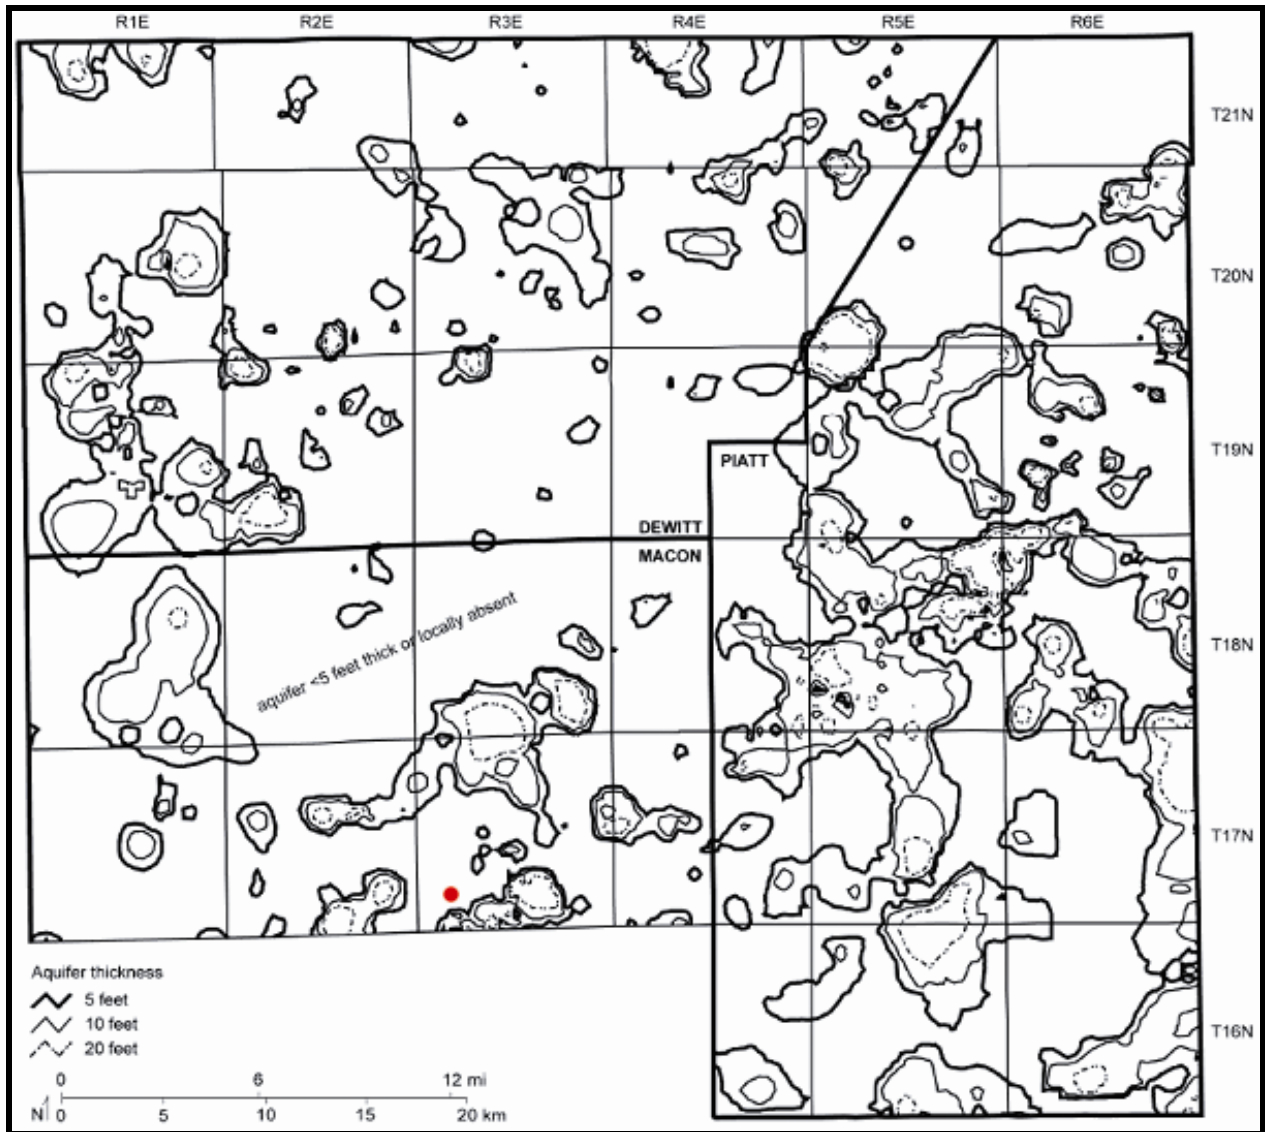 R1E R2E R3E R4E R5E R6E
T21N
T20N
T19N
PIATT
DEWITT
MACON
aquifer <5 feet thick or locally absent
T18N
T17N
Aquifer thickness
5 feet
10 feet
20 feet
T16N
0 6 12 mi
N 0 5 10 15 20 km